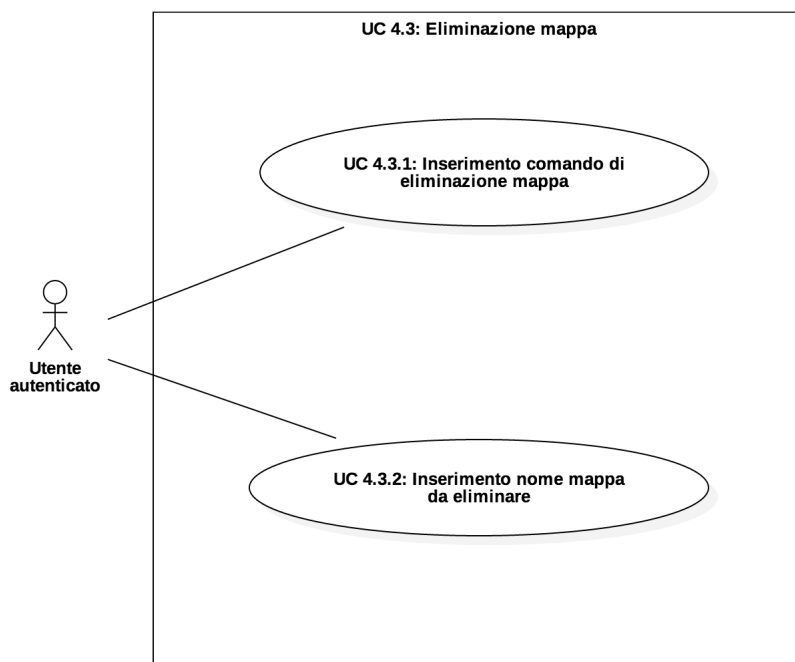 UC 4.3: Eliminazione mappa
UC 4.3.1: Inserimento comando di
eliminazione mappa
Utente
autenticato
UC 4.3.2: Inserimento nome mappa
da eliminare